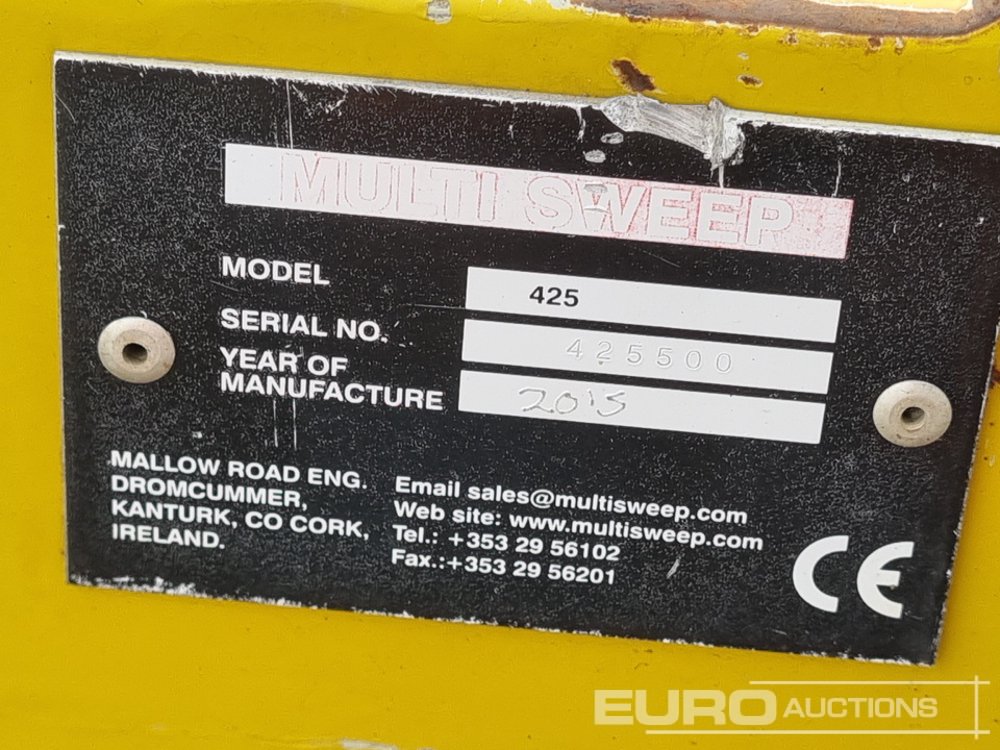 MULTI SWEEP
MODEL 425
SERIAL NO. 425500
YEAR OF
MANUFACTURE 2015
MALLOW ROAD ENG.
DROMCUMMER,
KANTURK, CO CORK,
IRELAND.
Email sales@multisweep.com
Web site: www.multisweep.com
Tel.: +353 29 56102
Fax.:+353 29 56201
CE
EURO AUCTIONS